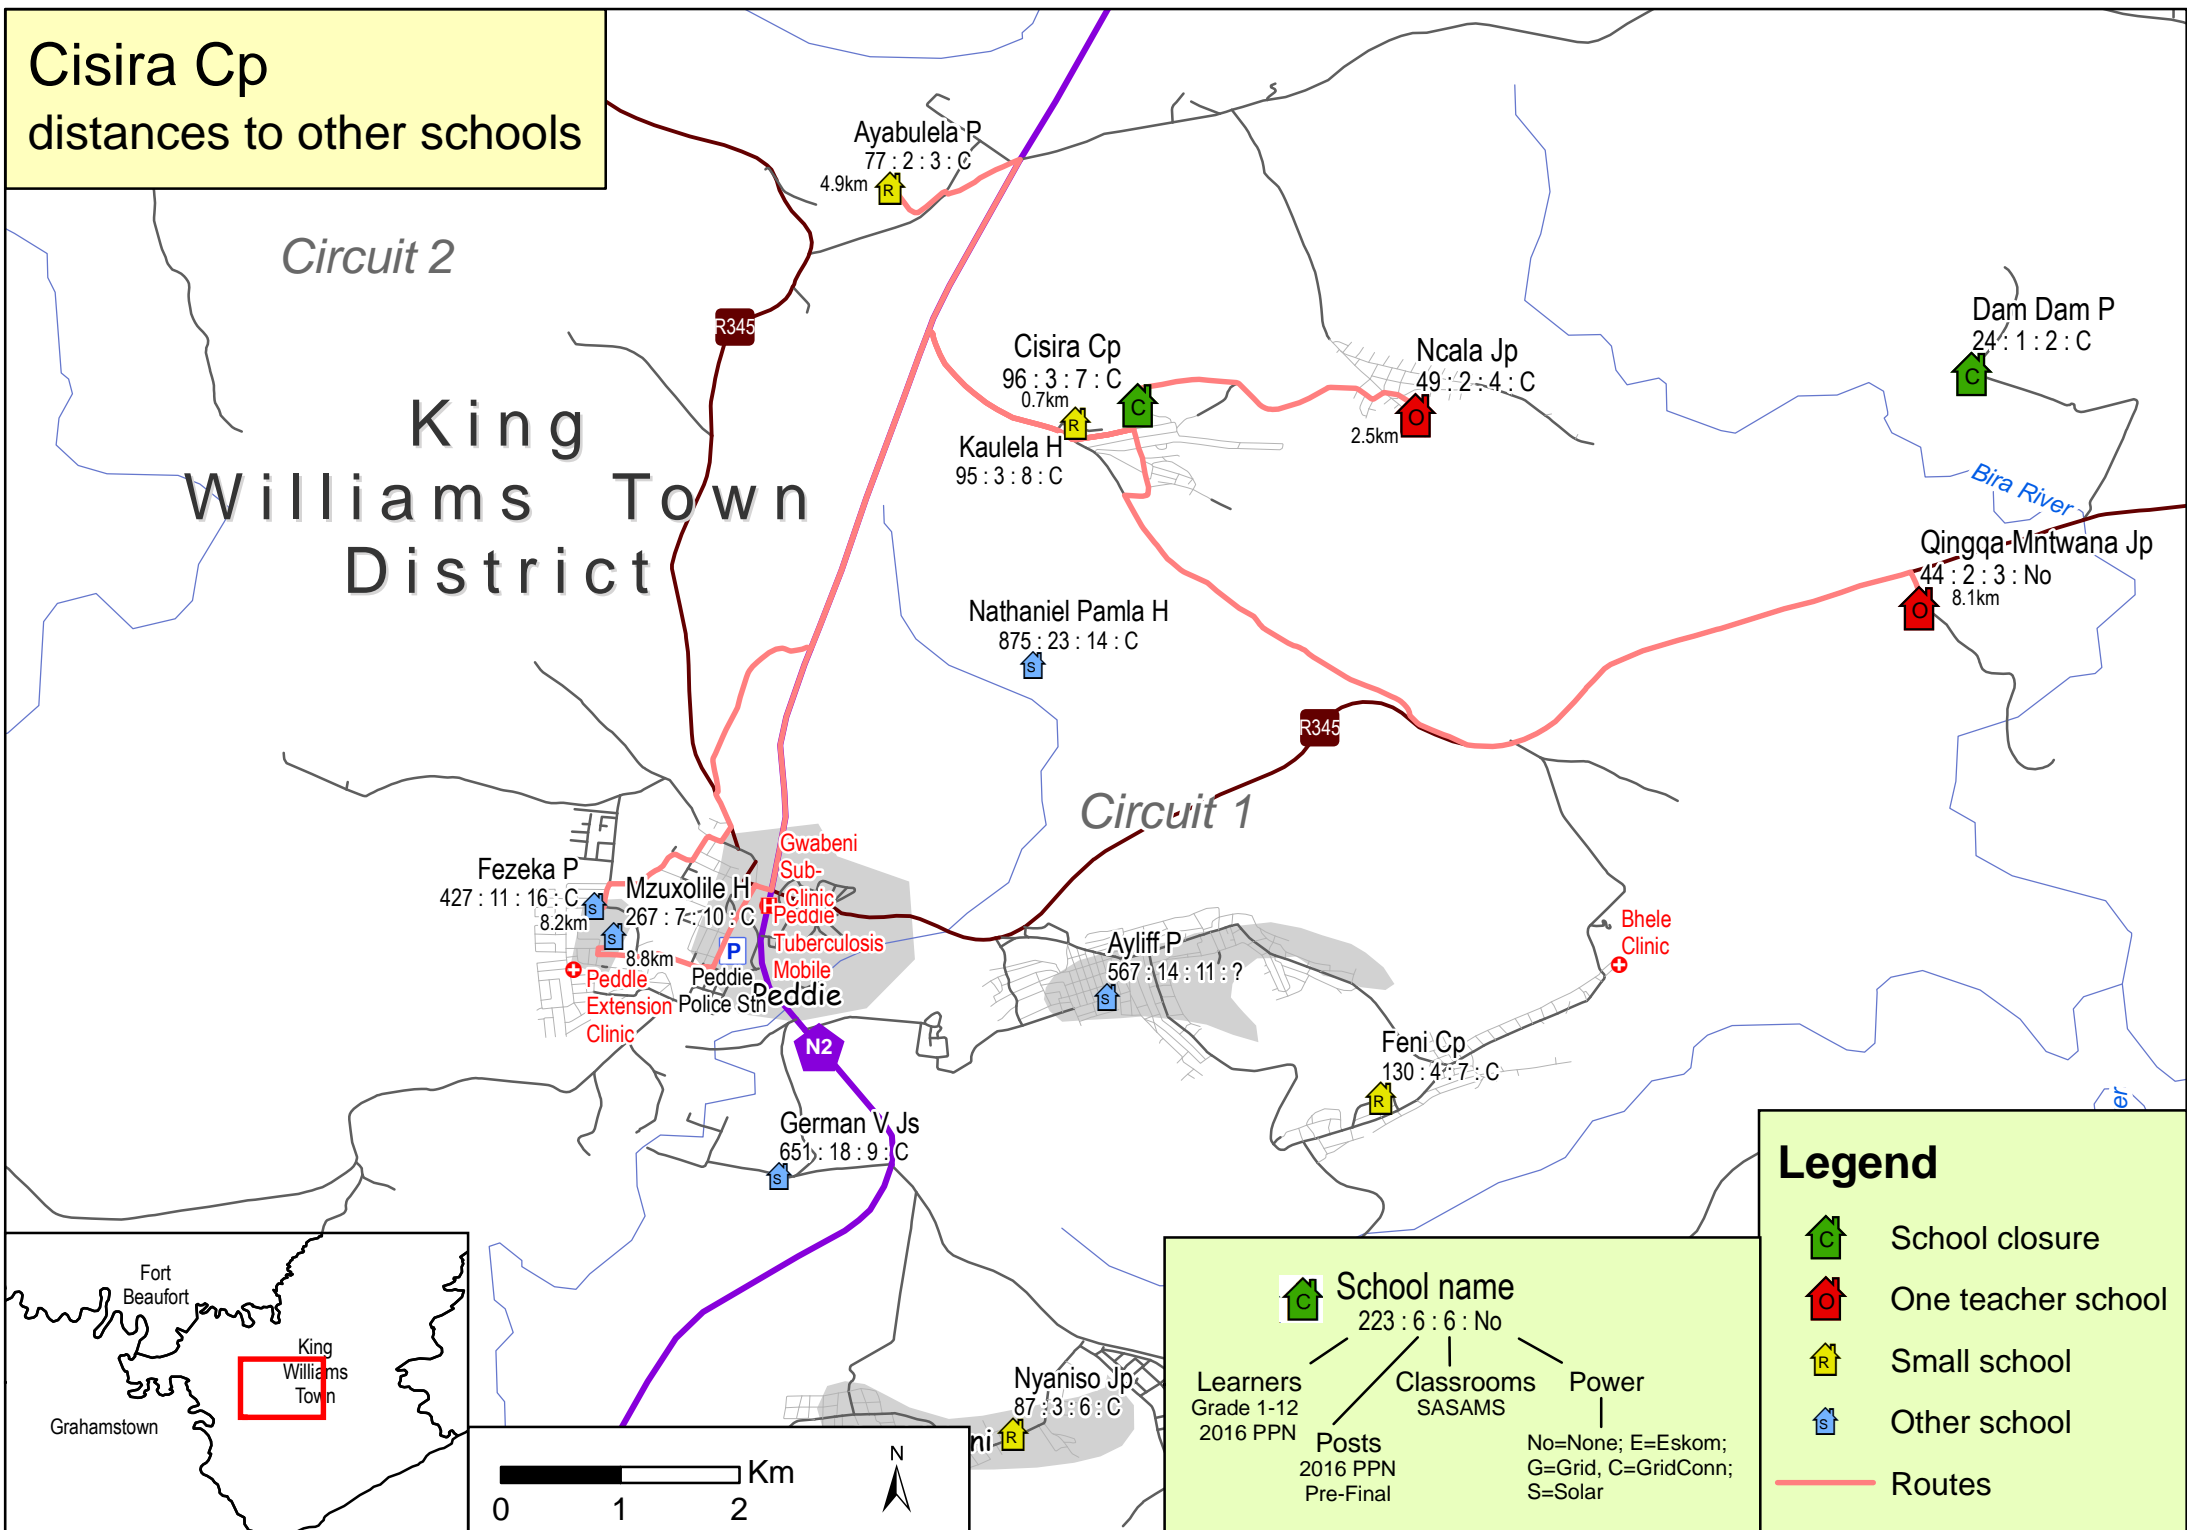 Cisira Cp
distances to other schools
Ayabulela P
77 : 2 : 3 : C
4.9km
R
Circuit 2
R345
King
Williams Town
District
Cisira Cp
96 : 3 : 7 : C
0.7km
C
R
Kaulela H
95 : 3 : 8 : C
Ncala Jp
49 : 2 : 4 : C
O
2.5km
Dam Dam P
24 : 1 : 2 : C
C
Bira River
Qingqa Mntwana Jp
44 : 2 : 3 : No
8.1km
O
Nathaniel Pamla H
875 : 23 : 14 : C
S
R345
Circuit 1
Gwabeni
Sub-
Clinic
H
Peddie
Tuberculosis
Mobile
Fezeka P
427 : 11 : 16 : C
S
8.2km
Mzuxolile H
267 : 7 : 10 : C
S
8.8km
P
Peddie
Police Stn
Peddie
Peddle
Extension
Clinic
N2
Ayliff P
567 : 14 : 11 : ?
S
Bhele
Clinic
Feni Cp
130 : 4 : 7 : C
R
German V Js
651 : 18 : 9 : C
S
er
Nyaniso Jp
87 : 3 : 6 : C
R
ni
Fort
Beaufort
King
Williams
Town
Grahamstown
Km
0 1 2
N
C
School name
223 : 6 : 6 : No
Learners
Grade 1-12
2016 PPN
Posts
2016 PPN
Pre-Final
Classrooms
SASAMS
Power
No=None; E=Eskom;
G=Grid, C=GridConn;
S=Solar
Legend
C School closure
O One teacher school
R Small school
S Other school
Routes